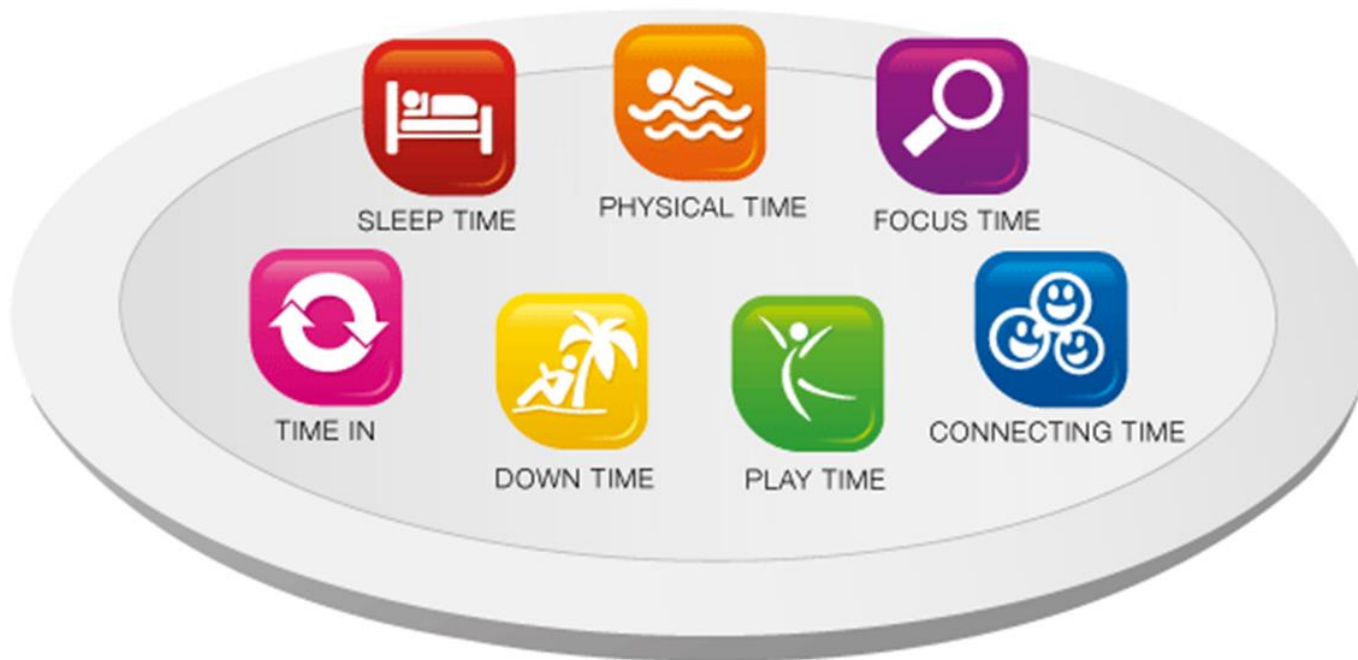 SLEEP TIME
PHYSICAL TIME
FOCUS TIME
TIME IN
DOWN TIME
PLAY TIME
CONNECTING TIME